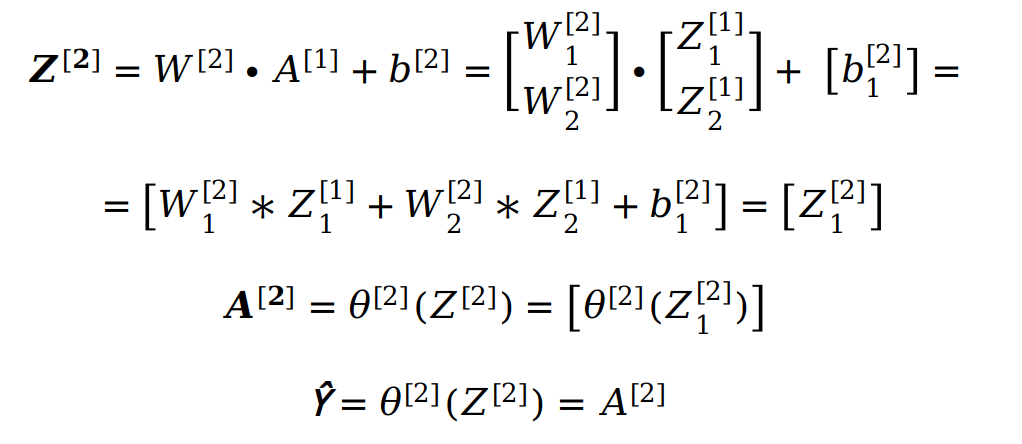 𝒁^[𝟐] = W^[2] • A^[1] + b^[2] = [W_1^[2] W_2^[2]] • [Z_1^[1] Z_2^[1]] + [b_1^[2]] =
= [W_1^[2] ∗ Z_1^[1] + W_2^[2] ∗ Z_2^[1] + b_1^[2]] = [Z_1^[2]]
𝑨^[𝟐] = θ^[2](Z^[2]) = [θ^[2](Z_1^[2])]
Ŷ = θ^[2](Z^[2]) = A^[2]